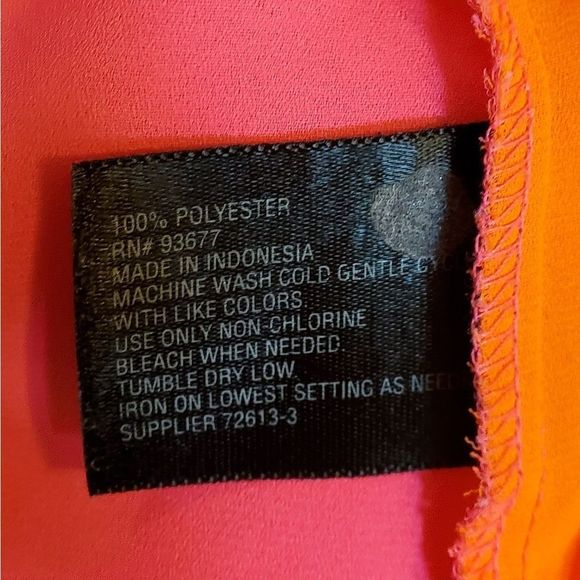 100% POLYESTER
RN# 93677
MADE IN INDONESIA
MACHINE WASH COLD GENTLE
WITH LIKE COLORS.
USE ONLY NON-CHLORINE
BLEACH WHEN NEEDED.
TUMBLE DRY LOW.
IRON ON LOWEST SETTING AS
SUPPLIER 72613-3